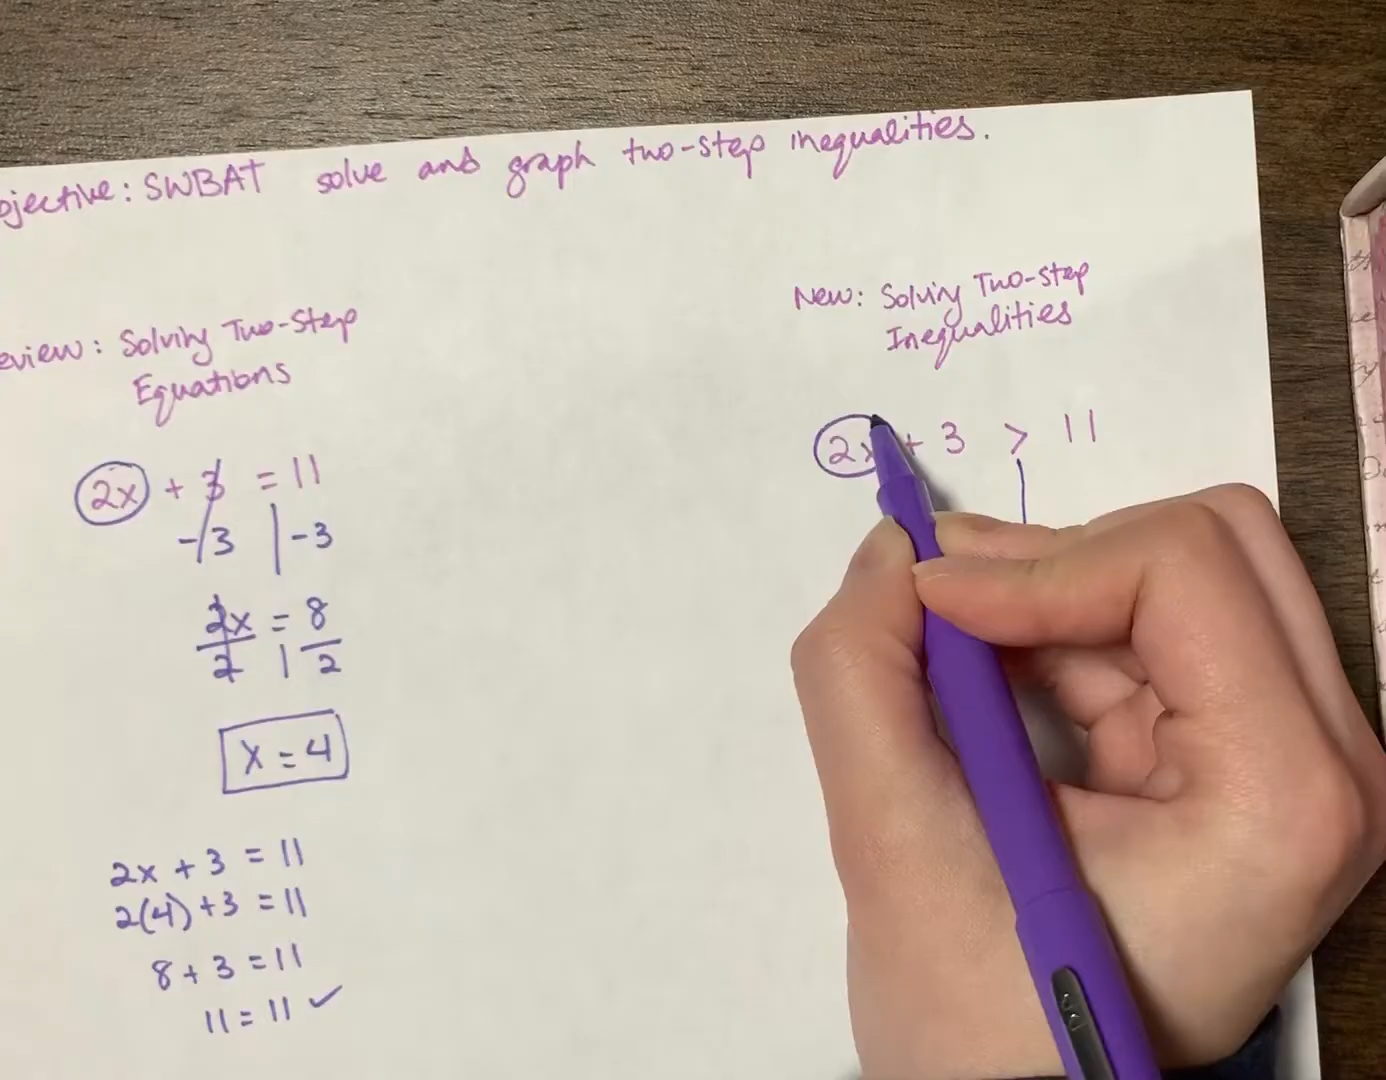 ojective: SWBAT solve and graph two-step inequalities.
eview: Solving Two-Step
Equations
2x + 3 = 11
-3 | -3
2x = 8
2 | 2
x = 4
2x + 3 = 11
2(4) + 3 = 11
8 + 3 = 11
11 = 11 ✓
New: Solving Two-step
Inequalities
2x + 3 > 11